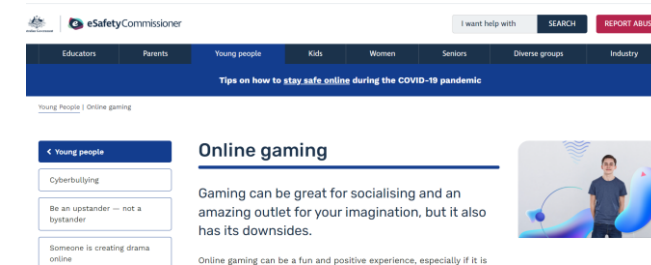 eSafetyCommissioner
I want help with
SEARCH
REPORT ABUS
Educators
Parents
Young people
Kids
Women
Seniors
Diverse groups
Industry
Tips on how to stay safe online during the COVID-19 pandemic
Young People | Online gaming
Young people
Cyberbullying
Be an upstander — not a
bystander
Someone is creating drama
online
Online gaming
Gaming can be great for socialising and an
amazing outlet for your imagination, but it also
has its downsides.
Online gaming can be a fun and positive experience, especially if it is